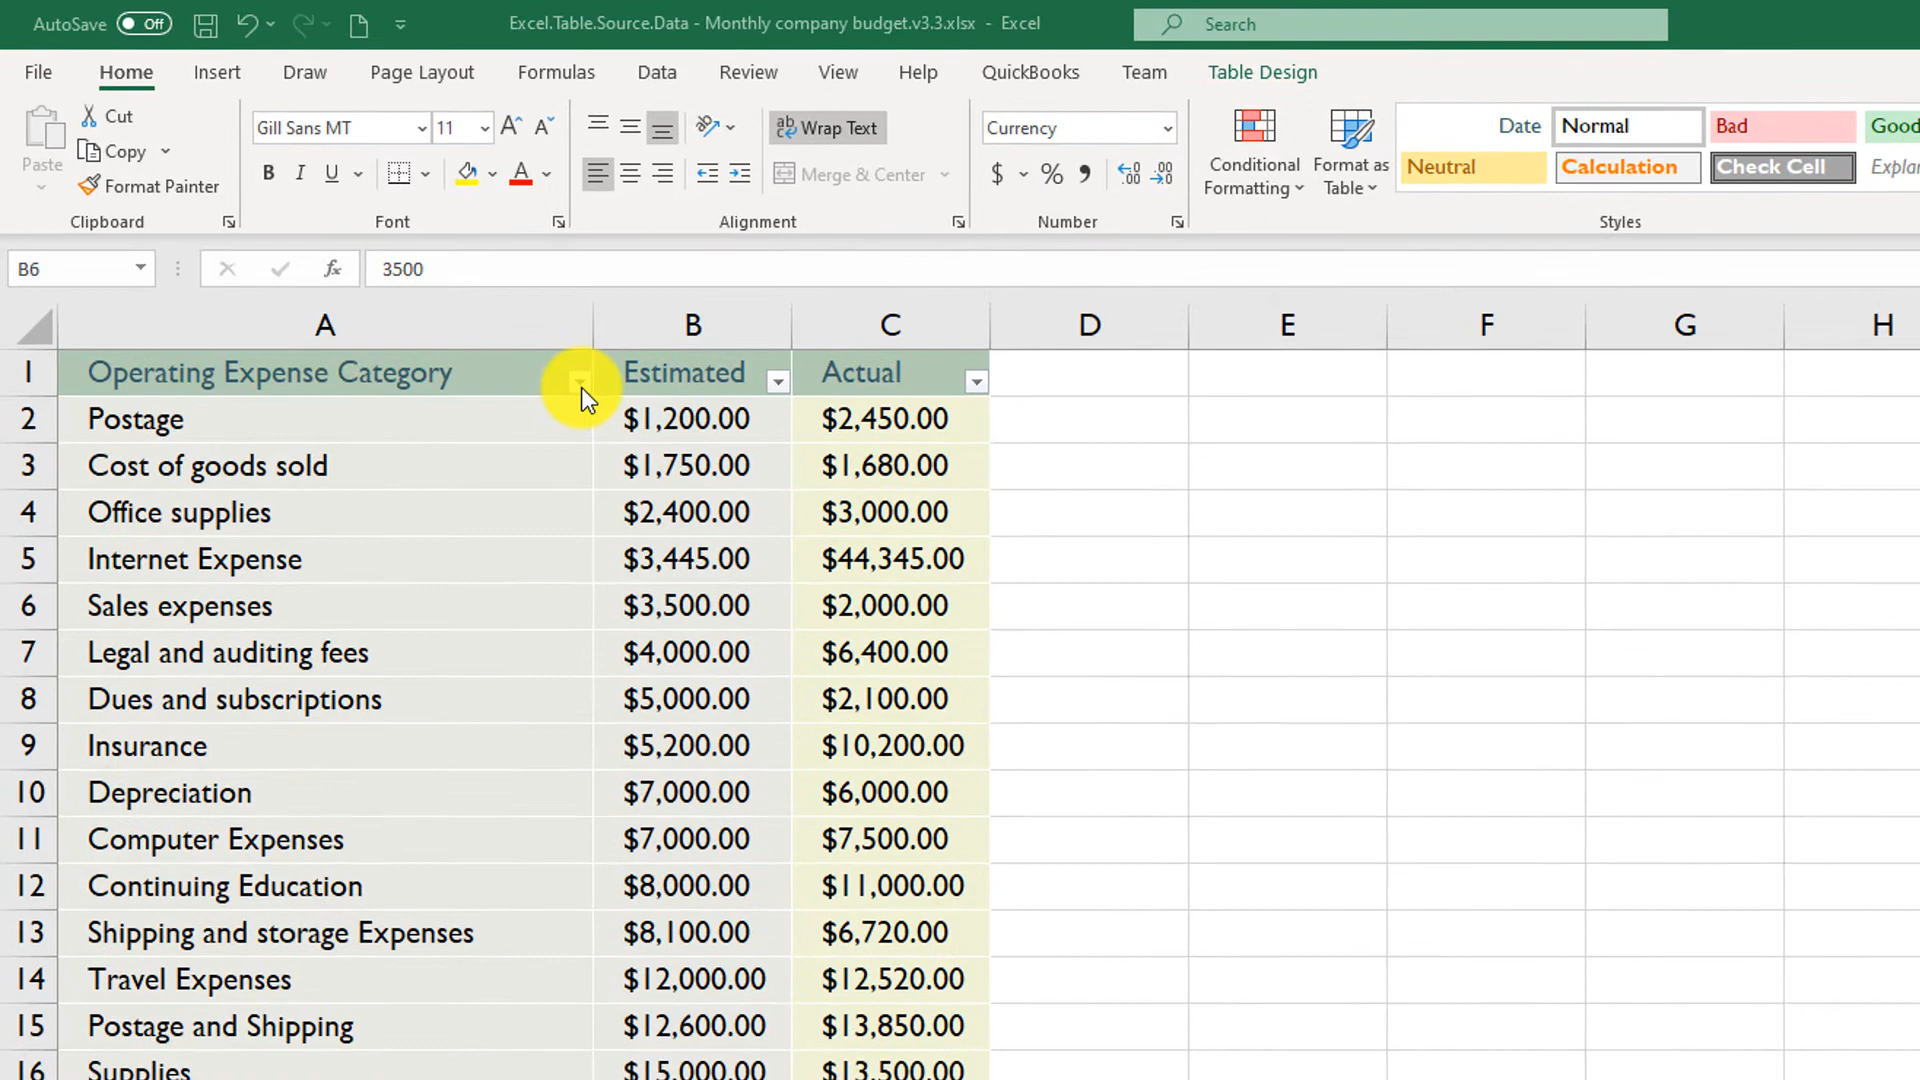 AutoSave Off Excel.Table.Source.Data - Monthly company budget.v3.3.xlsx - Excel Search
File Home Insert Draw Page Layout Formulas Data Review View Help QuickBooks Team Table Design
Cut Gill Sans MT 11 A A ab Wrap Text Currency Date Normal Bad Good
Paste Copy Conditional Formatting Format as Table Neutral Calculation Check Cell Explan
Format Painter B I U A Merge & Center $ % 9 .00 .00
Clipboard Font Alignment Number Styles
B6 fx 3500
A B C D E F G H
1 Operating Expense Category Estimated Actual
2 Postage $1,200.00 $2,450.00
3 Cost of goods sold $1,750.00 $1,680.00
4 Office supplies $2,400.00 $3,000.00
5 Internet Expense $3,445.00 $44,345.00
6 Sales expenses $3,500.00 $2,000.00
7 Legal and auditing fees $4,000.00 $6,400.00
8 Dues and subscriptions $5,000.00 $2,100.00
9 Insurance $5,200.00 $10,200.00
10 Depreciation $7,000.00 $6,000.00
11 Computer Expenses $7,000.00 $7,500.00
12 Continuing Education $8,000.00 $11,000.00
13 Shipping and storage Expenses $8,100.00 $6,720.00
14 Travel Expenses $12,000.00 $12,520.00
15 Postage and Shipping $12,600.00 $13,850.00
16 Supplies $15,000.00 $13,500.00